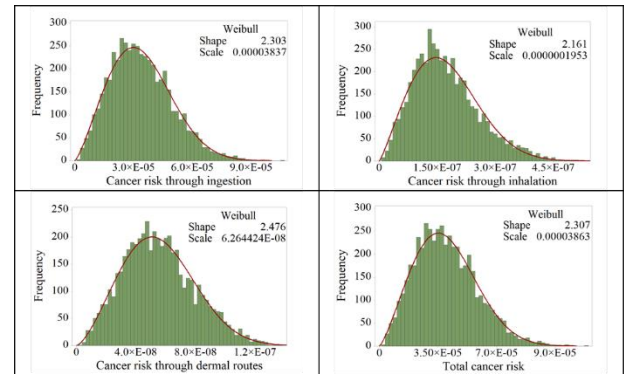 300
250
200
150
100
50
0
Frequency
Weibull
Shape 2.303
Scale 0.00003837
0 3.0×E-05 6.0×E-05 9.0×E-05
Cancer risk through ingestion
300
250
200
150
100
50
0
Frequency
Weibull
Shape 2.161
Scale 0.0000001953
0 1.50×E-07 3.0×E-07 4.5×E-07
Cancer risk through inhalation
250
200
150
100
50
0
Frequency
Weibull
Shape 2.476
Scale 6.264424E-08
0 4.0×E-08 8.0×E-08 1.2×E-07
Cancer risk through dermal routes
300
250
200
150
100
50
0
Frequency
Weibull
Shape 2.307
Scale 0.00003863
0 3.50×E-05 7.0×E-05 9.0×E-05
Total cancer risk